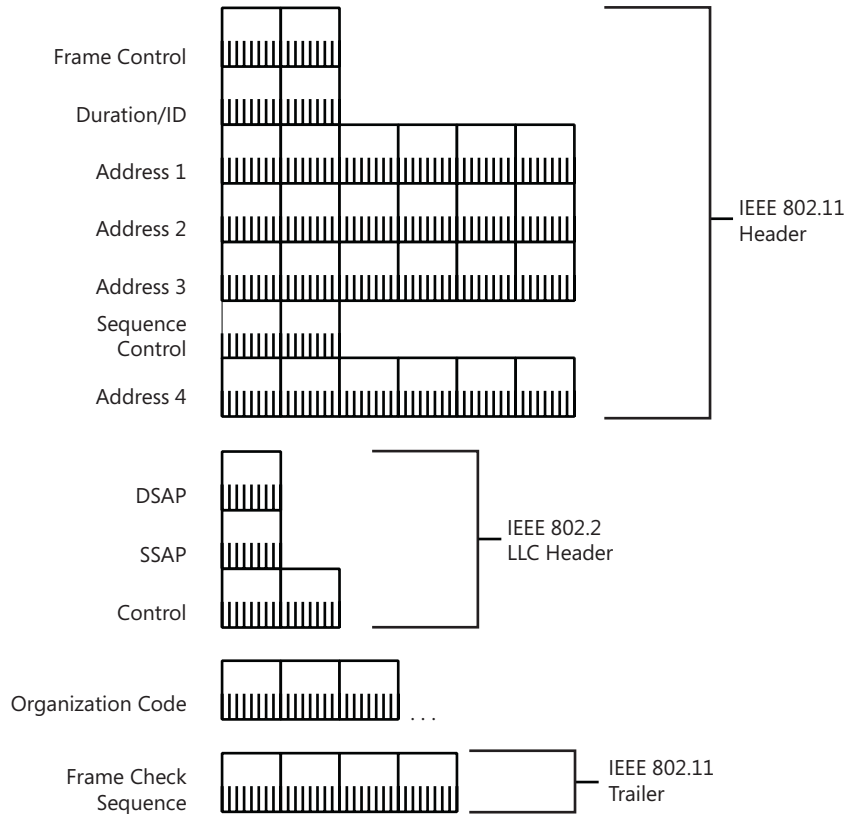 Frame Control
Duration/ID
Address 1
Address 2
IEEE 802.11
Header
Address 3
Sequence
Control
Address 4
DSAP
SSAP
IEEE 802.2
LLC Header
Control
Organization Code
. . .
Frame Check
Sequence
IEEE 802.11
Trailer